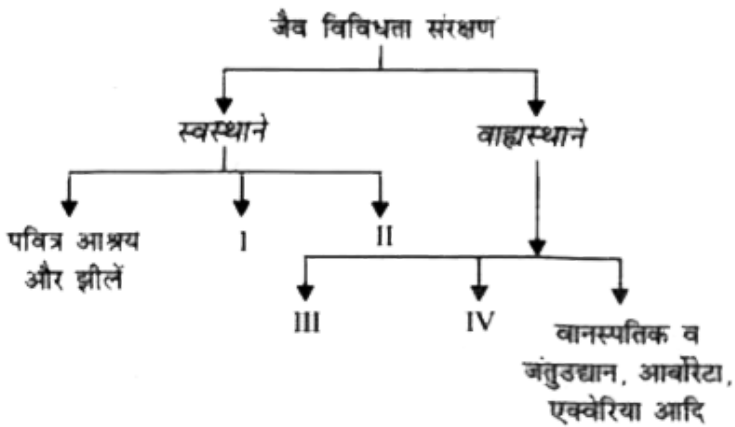 जैव विविधता संरक्षण
स्वस्थाने
वाह्यस्थाने
पवित्र आश्रय
और झीलें
I
II
III
IV
वानस्पतिक व
जंतुउद्यान, आर्बोरेटा,
एक्वेरिया आदि